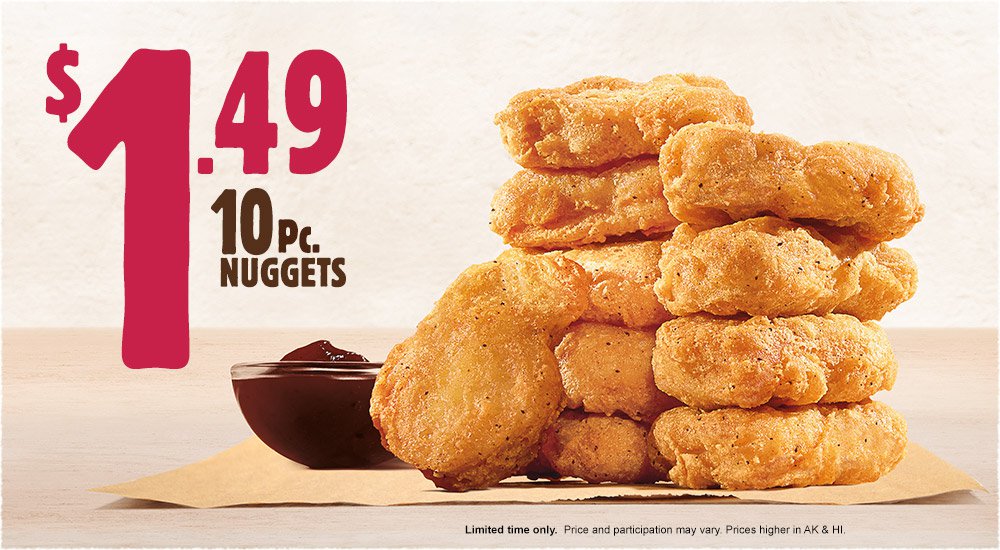 $1.49
10 Pc.
NUGGETS
Limited time only. Price and participation may vary. Prices higher in AK & HI.